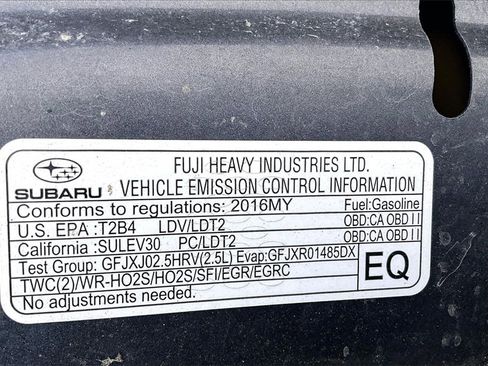 FUJI HEAVY INDUSTRIES LTD.
SUBARU VEHICLE EMISSION CONTROL INFORMATION
Conforms to regulations: 2016MY Fuel:Gasoline
U.S. EPA :T2B4 LDV/LDT2 OBD:CA OBD II
California :SULEV30 PC/LDT2 OBD:CA OBD II
Test Group: GFJXJ02.5HRV(2.5L) Evap:GFJXR01485DX
TWC(2)/WR-HO2S/HO2S/SFI/EGR/EGRC
No adjustments needed.
EQ